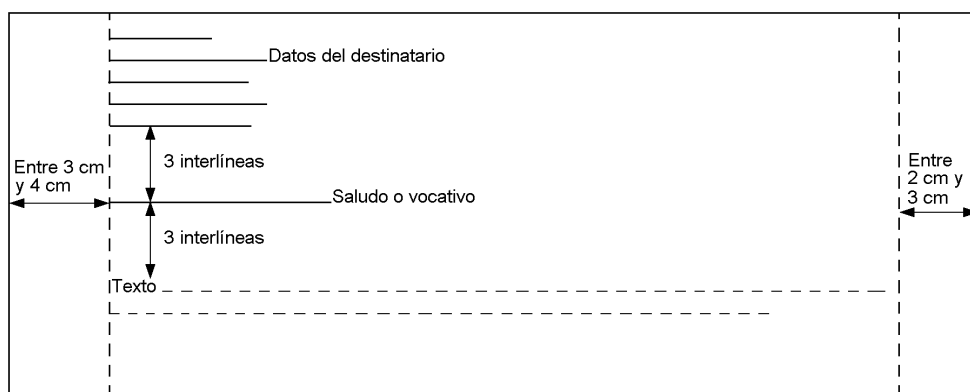 Datos del destinatario
3 interlíneas
Entre 3 cm
y 4 cm
Saludo o vocativo
Entre
2 cm y
3 cm
3 interlíneas
Texto